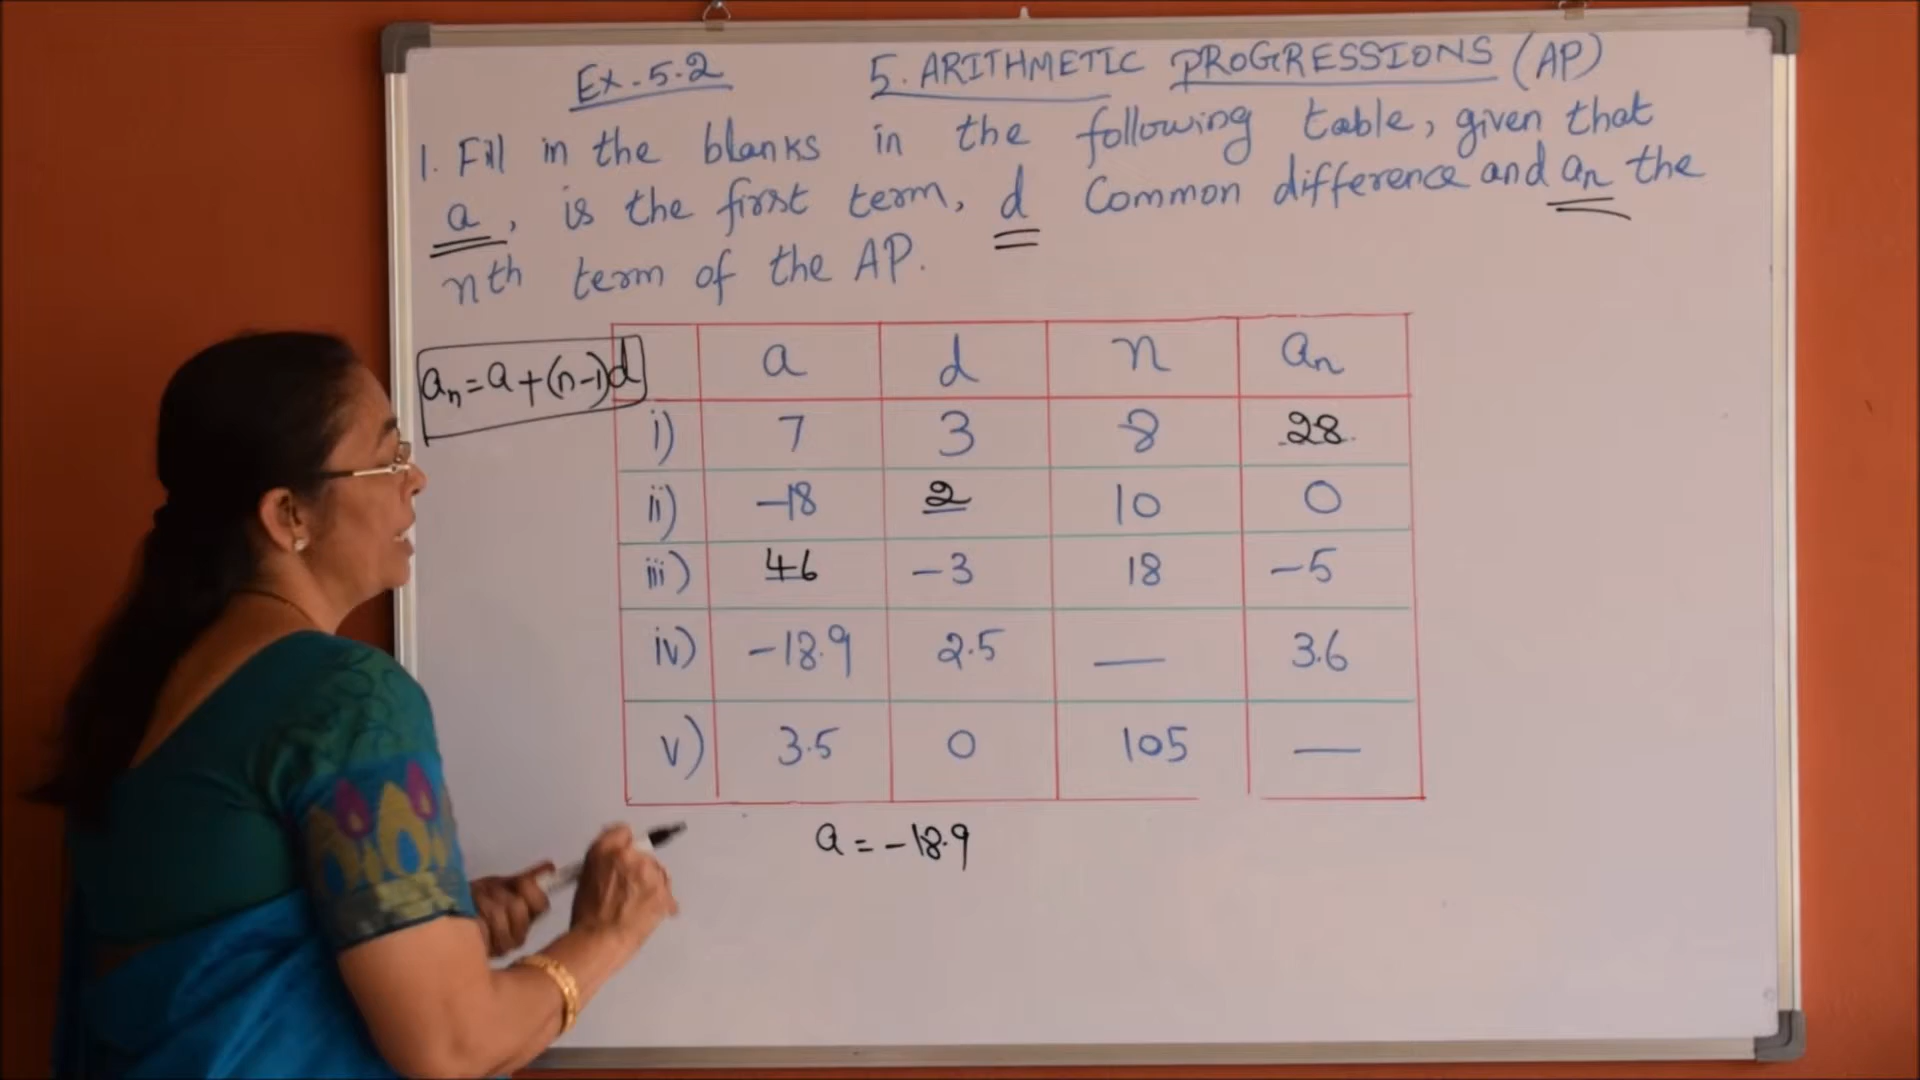 Ex-5.2 5. ARITHMETIC PROGRESSIONS (AP)
1. Fill in the blanks in the following table, given that
a, is the first term, d Common difference and an the
nth term of the AP.
an = a+(n-1)d
a d n an
i) 7 3 8 28
ii) -18 2 10 0
iii) 46 -3 18 -5
iv) -18.9 2.5 — 3.6
v) 3.5 0 105 —
a = -18.9